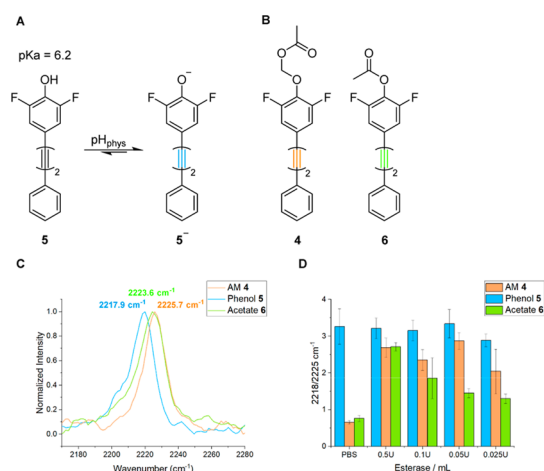 A
pKa = 6.2
OH
F
F
2
5
pHphys
O⁻
F
F
2
5⁻
B
O
O
O
F
F
2
4
O
O
F
F
2
6
C
2223.6 cm⁻¹
2217.9 cm⁻¹
2225.7 cm⁻¹
AM 4
Phenol 5
Acetate 6
Normalized Intensity
1.0
0.8
0.6
0.4
0.2
0.0
2180
2200
2220
2240
2260
2280
Wavenumber (cm⁻¹)
D
AM 4
Phenol 5
Acetate 6
2218/2225 cm⁻¹
6
5
4
3
2
1
0
PBS
0.5U
0.1U
0.05U
0.025U
Esterase / mL